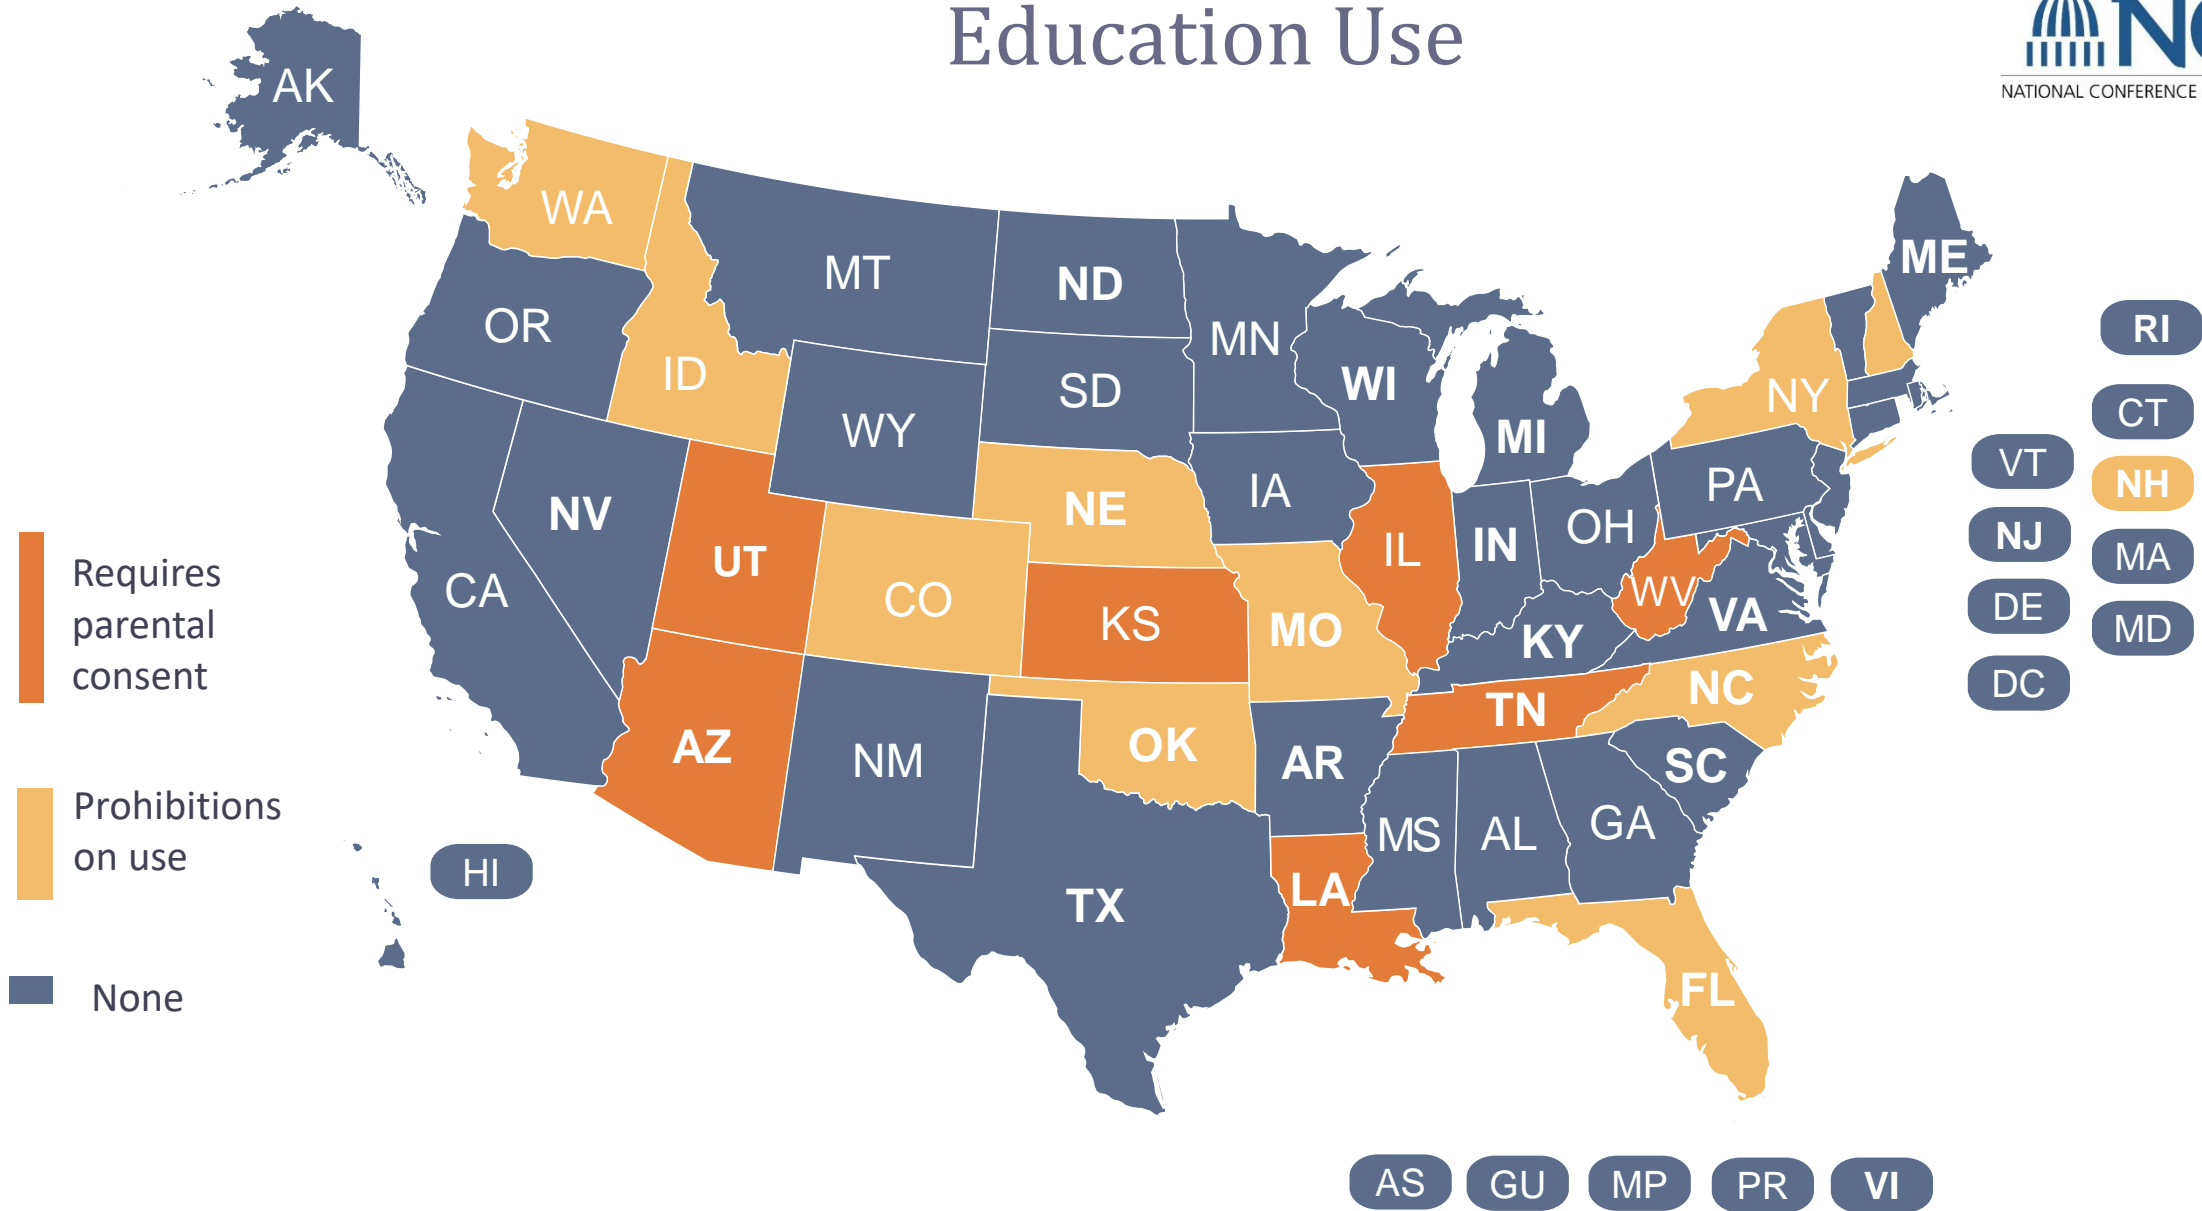 Education Use
NATIONAL CONFERENCE
AK
WA
MT
ND
ME
OR
ID
MN
RI
SD
WI
NY
WY
MI
CT
NV
NE
IA
PA
VT
NH
UT
IL
IN
OH
NJ
MA
Requires
parental
consent
CA
CO
KS
MO
WV
VA
DE
MD
KY
DC
TN
NC
AZ
NM
OK
AR
SC
Prohibitions
on use
MS
AL
GA
HI
TX
LA
FL
None
AS
GU
MP
PR
VI